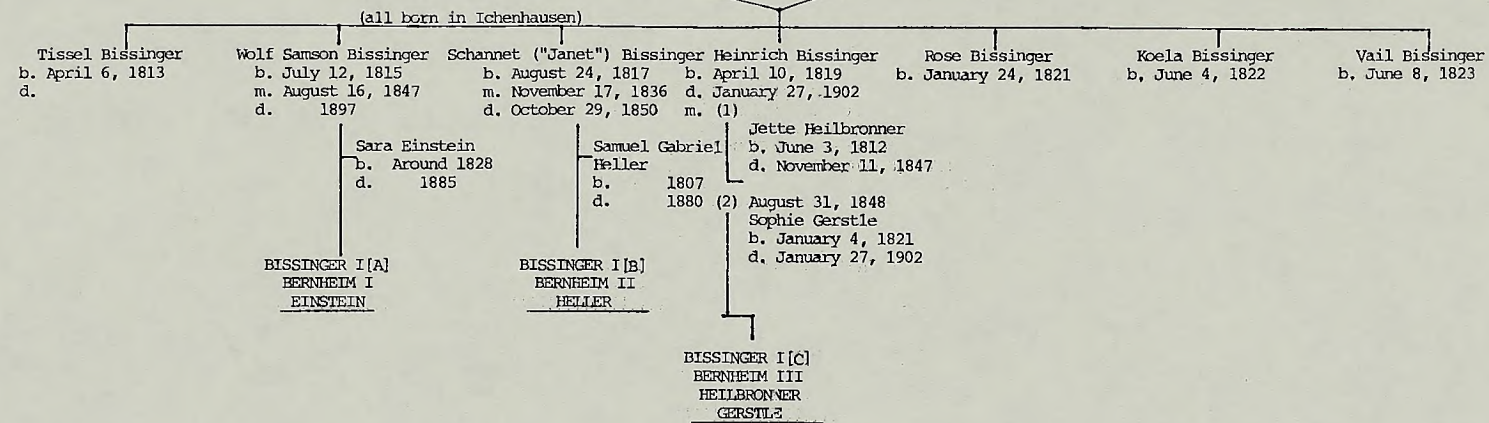 (all born in Ichenhausen)
Tissel Bissinger
b. April 6, 1813
d.
Wolf Samson Bissinger
b. July 12, 1815
m. August 16, 1847
d. 1897
Sara Einstein
b. Around 1828
d. 1885
BISSINGER I[A]
BERNHEIM I
EINSTEIN
Schannet ("Janet") Bissinger
b. August 24, 1817
m. November 17, 1836
d. October 29, 1850
Samuel Gabriel
Heller
b. 1807
d. 1880
BISSINGER I[B]
BERNHEIM II
HELLER
Heinrich Bissinger
b. April 10, 1819
d. January 27, 1902
m. (1)
Jette Heilbronner
b. June 3, 1812
d. November 11, 1847
(2) August 31, 1848
Sophie Gerstle
b. January 4, 1821
d. January 27, 1902
BISSINGER I[C]
BERNHEIM III
HEILBRONNER
GERSTLE
Rose Bissinger
b. January 24, 1821
Koela Bissinger
b. June 4, 1822
Vail Bissinger
b. June 8, 1823